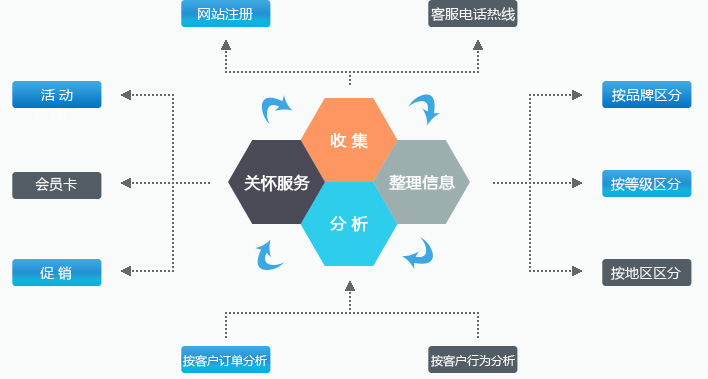 网站注册
客服电话热线
活 动
按品牌区分
收 集
会员卡
关怀服务
整理信息
按等级区分
分 析
促 销
按地区区分
按客户订单分析
按客户行为分析